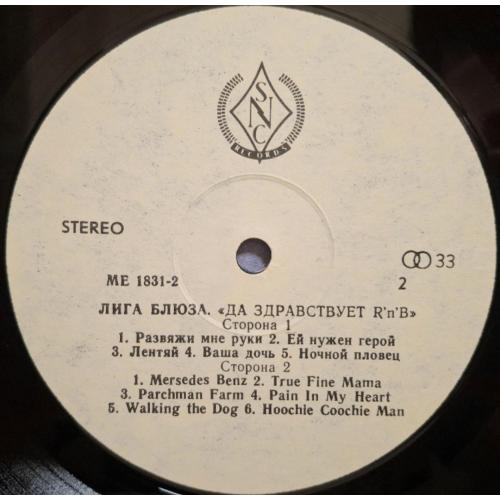 SNC
RECORDS
STEREO
33
ME 1831-2
2
ЛИГА БЛЮЗА. «ДА ЗДРАВСТВУЕТ R'n'B»
Сторона 1
1. Развяжи мне руки 2. Ей нужен герой
3. Лентяй 4. Ваша дочь 5. Ночной пловец
Сторона 2
1. Mersedes Benz 2. True Fine Mama
3. Parchman Farm 4. Pain In My Heart
5. Walking the Dog 6. Hoochie Coochie Man